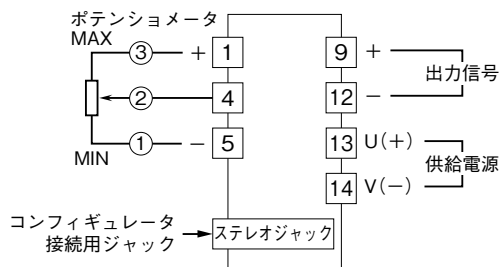 ポテンショメータ
MAX
③ + 1
② 4
① − 5
MIN
9 +
12 −
出力信号
13 U(+)
14 V(−)
供給電源
コンフィギュレータ
接続用ジャック
ステレオジャック